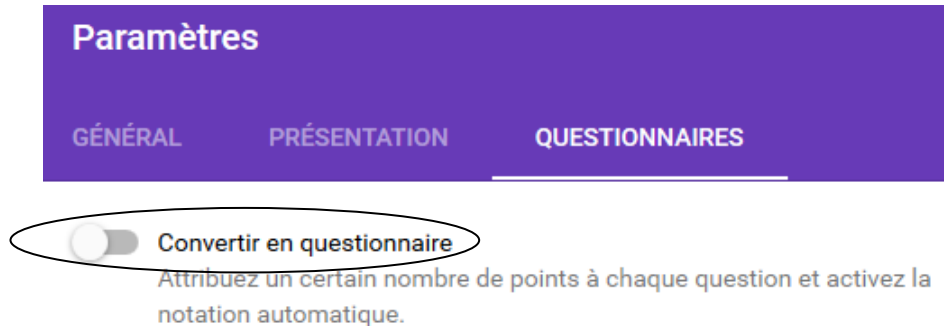 Paramètres
GÉNÉRAL PRÉSENTATION QUESTIONNAIRES
Convertir en questionnaire
Attribuez un certain nombre de points à chaque question et activez la
notation automatique.